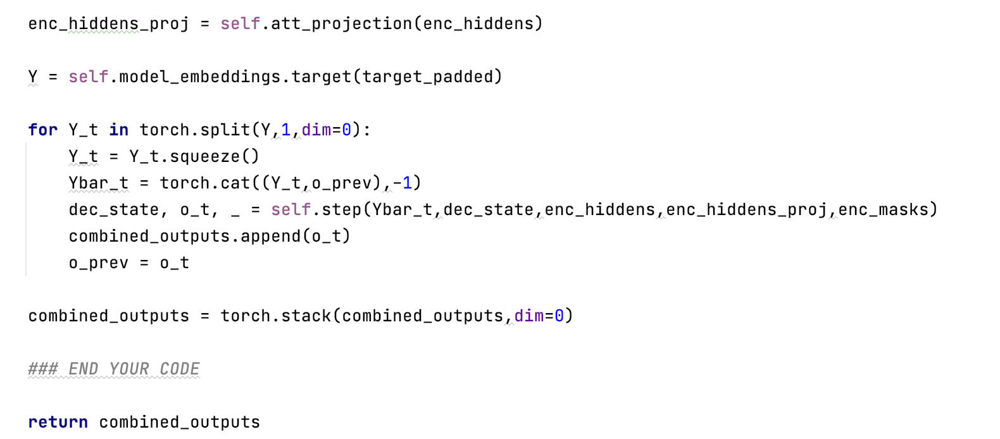 enc_hiddens_proj = self.att_projection(enc_hiddens)
Y = self.model_embeddings.target(target_padded)
for Y_t in torch.split(Y,1,dim=0):
    Y_t = Y_t.squeeze()
    Ybar_t = torch.cat((Y_t,o_prev),-1)
    dec_state, o_t, _ = self.step(Ybar_t,dec_state,enc_hiddens,enc_hiddens_proj,enc_masks)
    combined_outputs.append(o_t)
    o_prev = o_t
combined_outputs = torch.stack(combined_outputs,dim=0)
### END YOUR CODE
return combined_outputs